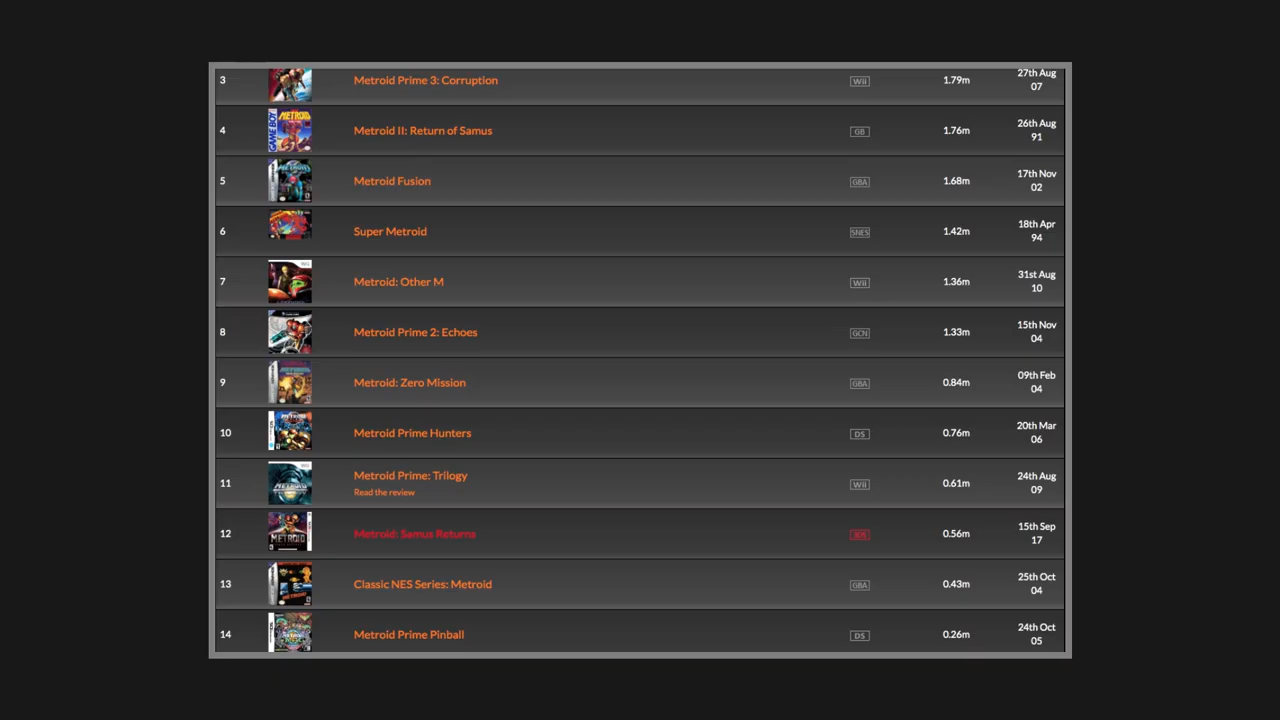 3 Metroid Prime 3: Corruption Wii 1.79m 27th Aug
07
GAME BOY METROID
4 Metroid II: Return of Samus GB 1.76m 26th Aug
91
5 Metroid Fusion GBA 1.68m 17th Nov
02
6 Super Metroid SNES 1.42m 18th Apr
94
7 Metroid: Other M Wii 1.36m 31st Aug
10
8 Metroid Prime 2: Echoes GCN 1.33m 15th Nov
04
9 Metroid: Zero Mission GBA 0.84m 09th Feb
04
10 Metroid Prime Hunters DS 0.76m 20th Mar
06
11 Metroid Prime: Trilogy Wii 0.61m 24th Aug
Read the review 09
METROID
12 Metroid: Samus Returns 0.56m 15th Sep
17
13 Classic NES Series: Metroid GBA 0.43m 25th Oct
04
14 Metroid Prime Pinball DS 0.26m 24th Oct
05